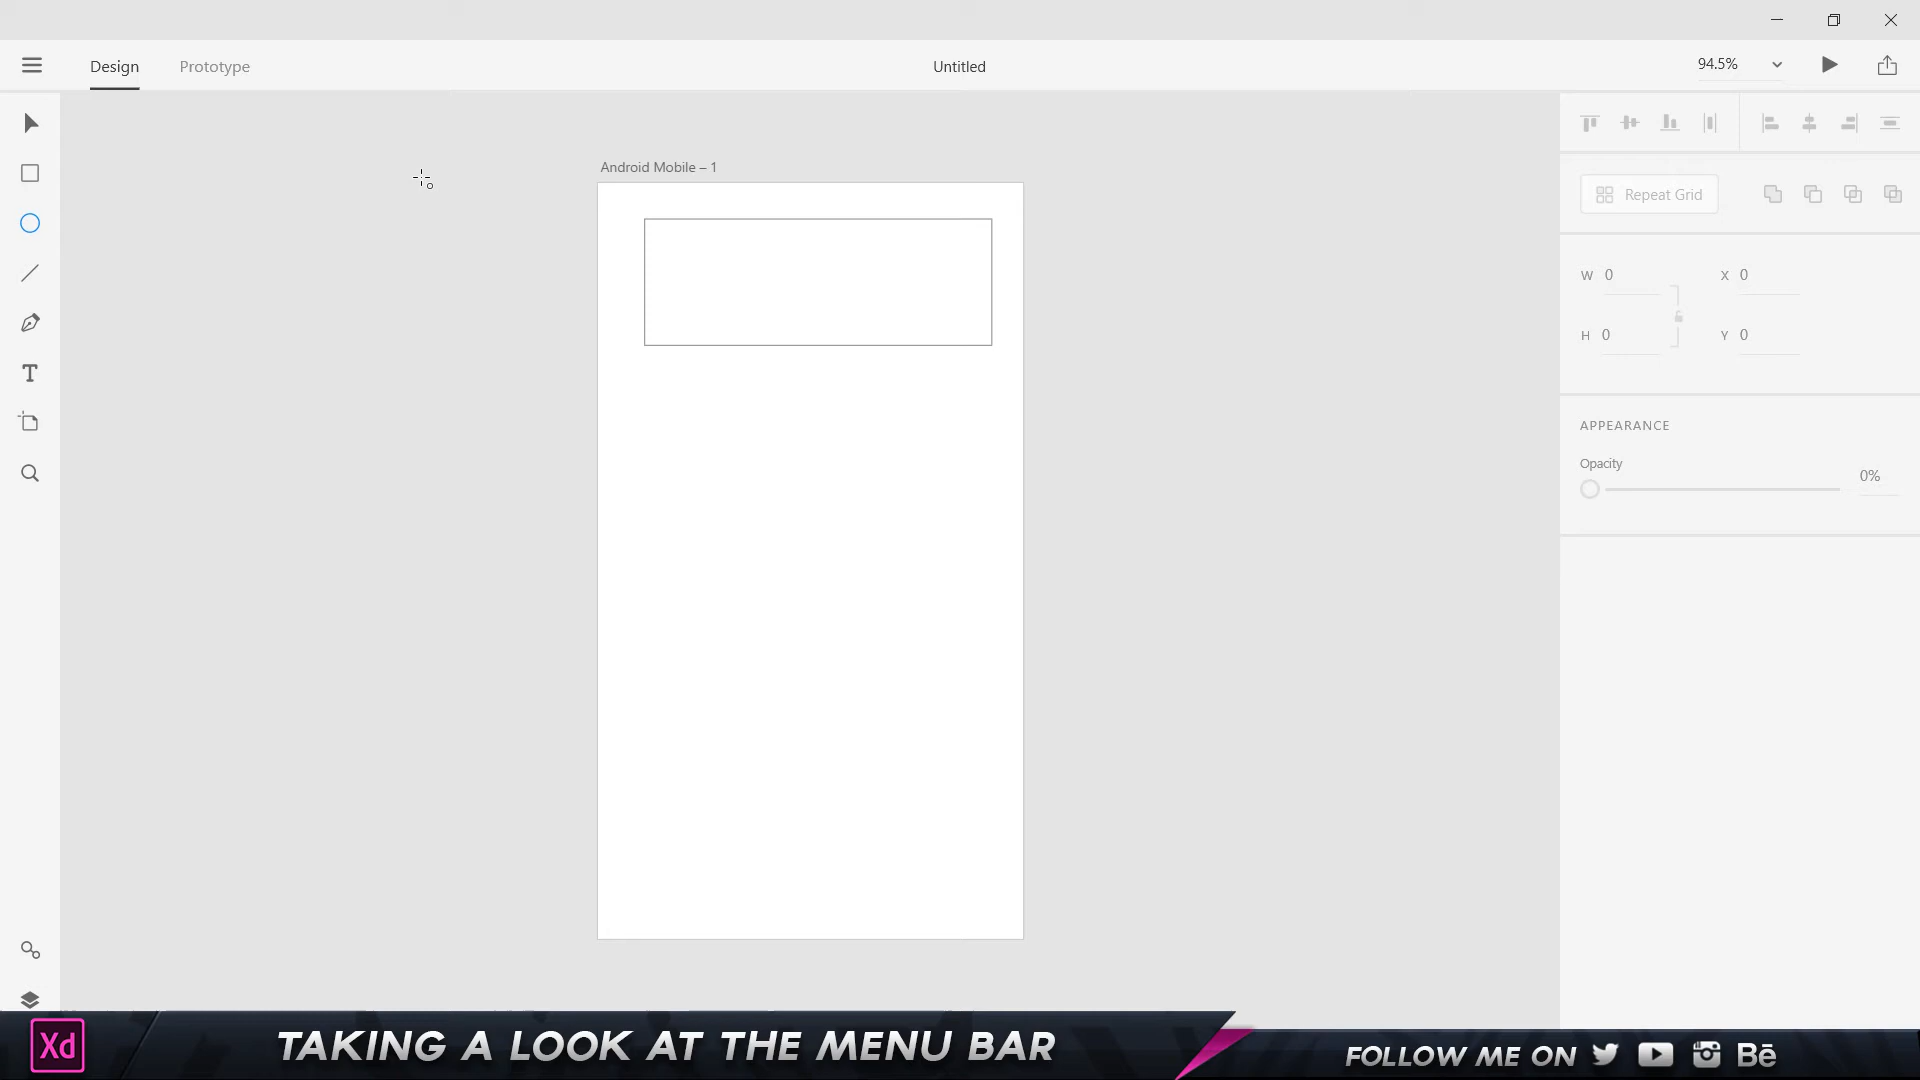 Design
Prototype
Untitled
94.5%
Android Mobile – 1
Repeat Grid
W 0
X 0
H 0
Y 0
APPEARANCE
Opacity
0%
T
Xd
TAKING A LOOK AT THE MENU BAR
FOLLOW ME ON
Bē